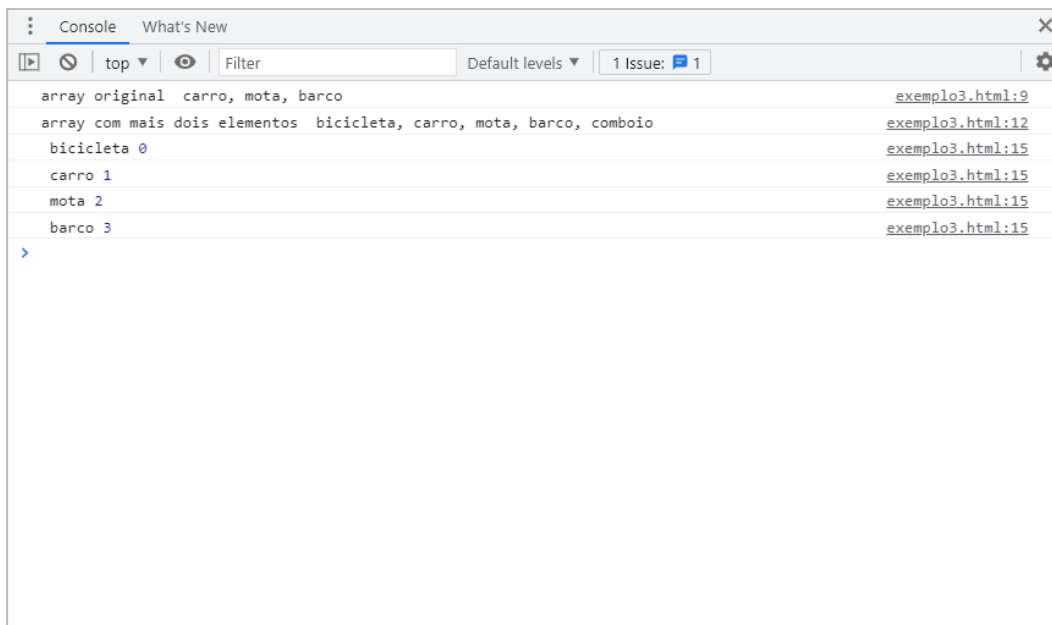 Console What's New
top ▼ Filter Default levels ▼ 1 Issue: 1
array original carro, mota, barco exemplo3.html:9
array com mais dois elementos bicicleta, carro, mota, barco, comboio exemplo3.html:12
bicicleta 0 exemplo3.html:15
carro 1 exemplo3.html:15
mota 2 exemplo3.html:15
barco 3 exemplo3.html:15